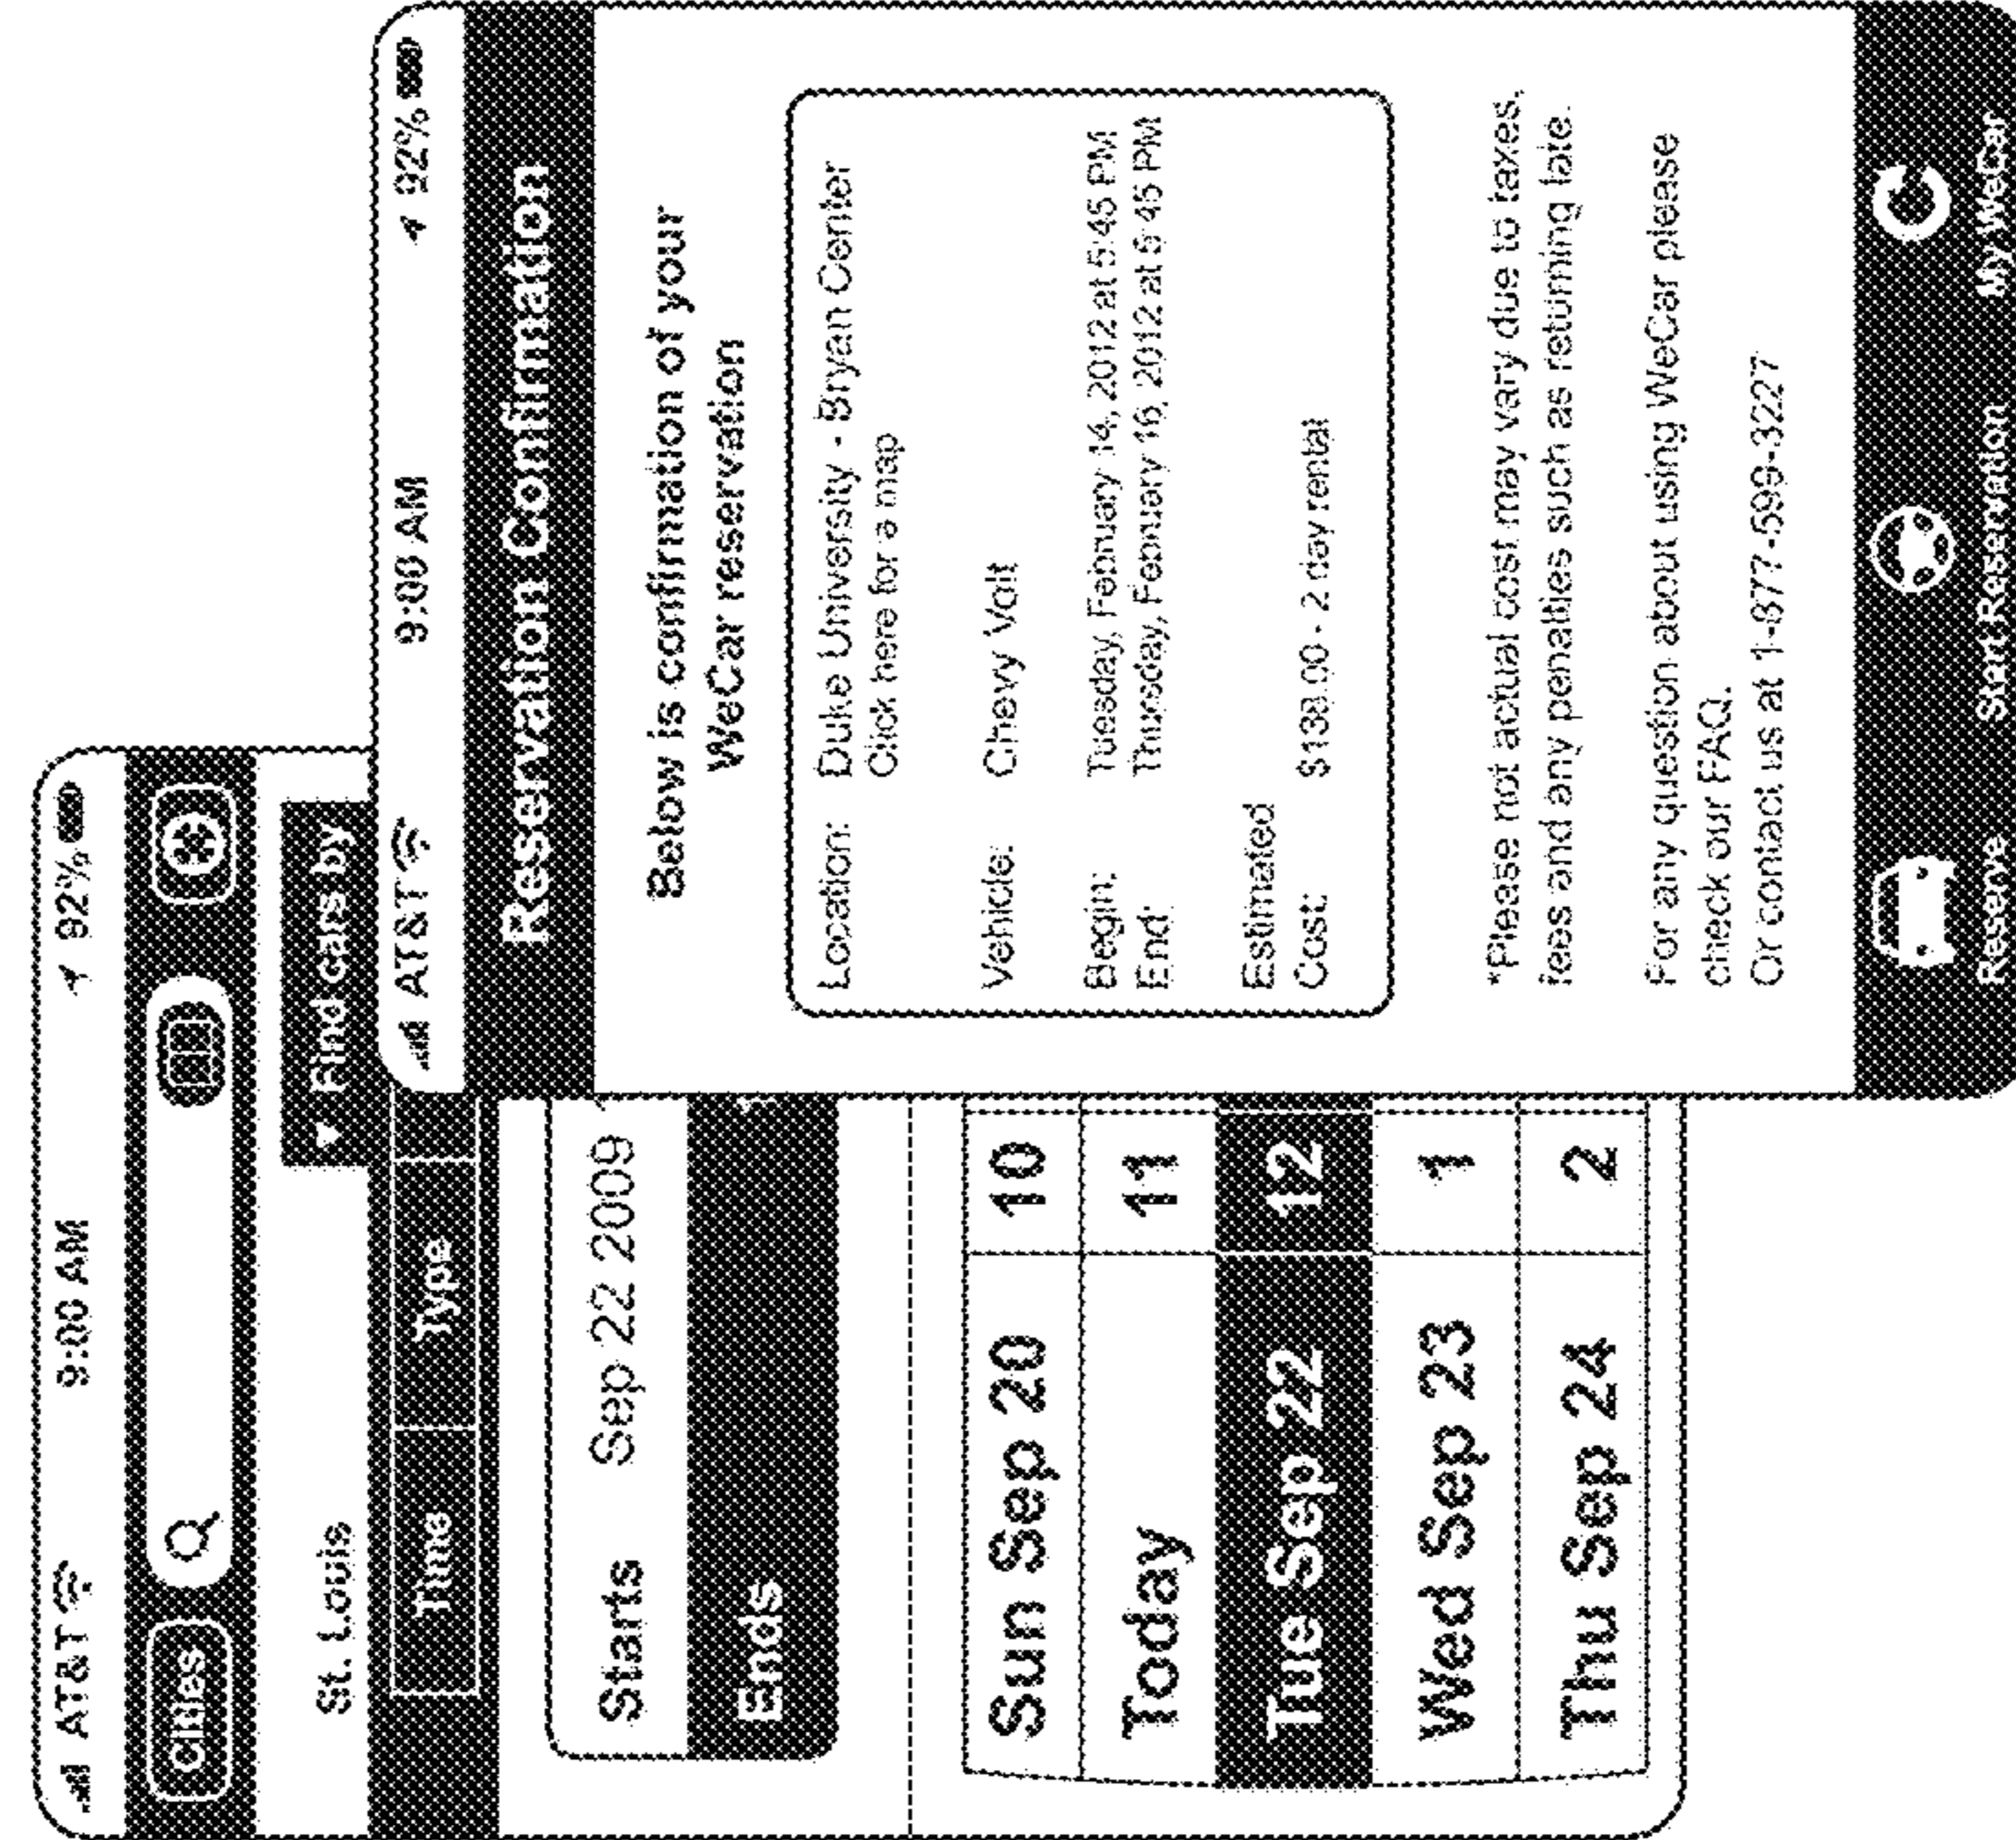 AT&T 9:00 AM 92%
Cities
St. Louis Find cars by
Time Type
Starts Sep 22 2009
Ends
Sun Sep 20 10
Today 11
Tue Sep 22 12
Wed Sep 23 1
Thu Sep 24 2
AT&T 9:00 AM 92%
Reservation Confirmation
Below is confirmation of your
WeCar reservation
Location: Duke University - Bryan Center
Click here for a map
Vehicle: Chevy Volt
Begin: Tuesday, February 14, 2012 at 5:45 PM
End: Thursday, February 16, 2012 at 5:45 PM
Estimated
Cost: $138.00 - 2 day rental
*Please not actual cost may vary due to taxes,
fees and any penalties such as returning late.
For any question about using WeCar please
check our FAQ.
Or contact us at 1-877-599-3227
Reserve Start Reservation My WeCar